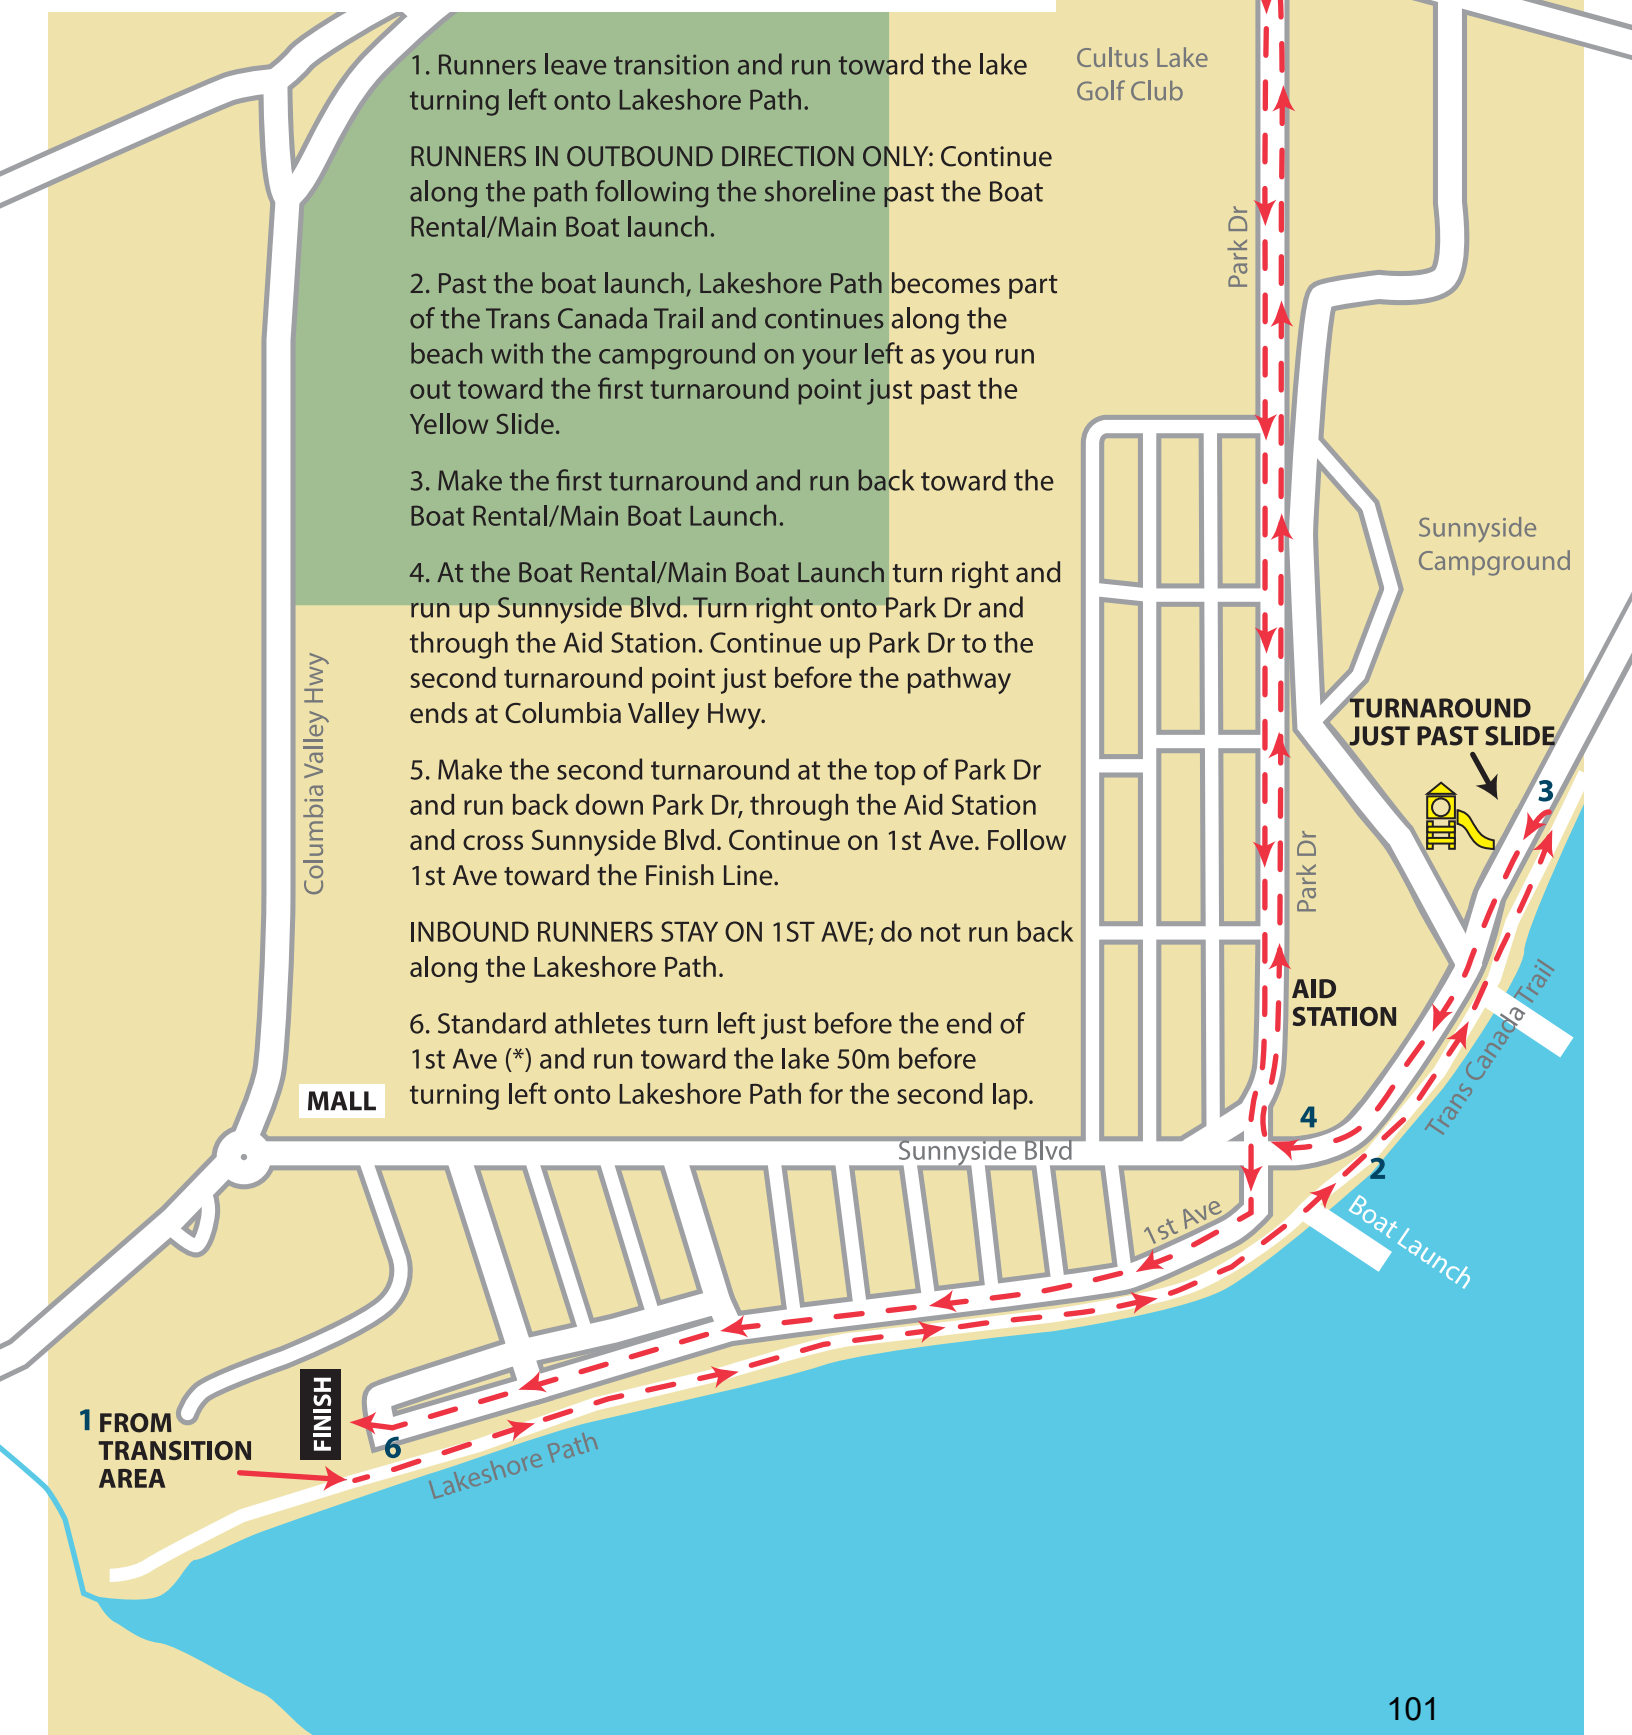 1. Runners leave transition and run toward the lake
turning left onto Lakeshore Path.
RUNNERS IN OUTBOUND DIRECTION ONLY: Continue
along the path following the shoreline past the Boat
Rental/Main Boat launch.
2. Past the boat launch, Lakeshore Path becomes part
of the Trans Canada Trail and continues along the
beach with the campground on your left as you run
out toward the first turnaround point just past the
Yellow Slide.
3. Make the first turnaround and run back toward the
Boat Rental/Main Boat Launch.
4. At the Boat Rental/Main Boat Launch turn right and
run up Sunnyside Blvd. Turn right onto Park Dr and
through the Aid Station. Continue up Park Dr to the
second turnaround point just before the pathway
ends at Columbia Valley Hwy.
5. Make the second turnaround at the top of Park Dr
and run back down Park Dr, through the Aid Station
and cross Sunnyside Blvd. Continue on 1st Ave. Follow
1st Ave toward the Finish Line.
INBOUND RUNNERS STAY ON 1ST AVE; do not run back
along the Lakeshore Path.
6. Standard athletes turn left just before the end of
1st Ave (*) and run toward the lake 50m before
turning left onto Lakeshore Path for the second lap.
Cultus Lake
Golf Club
Park Dr
Sunnyside
Campground
Columbia Valley Hwy
TURNAROUND
JUST PAST SLIDE
3
Park Dr
AID
STATION
Trans Canada Trail
MALL
4
Sunnyside Blvd
2
1st Ave
Boat Launch
FINISH
1 FROM
TRANSITION
AREA
6
Lakeshore Path
101